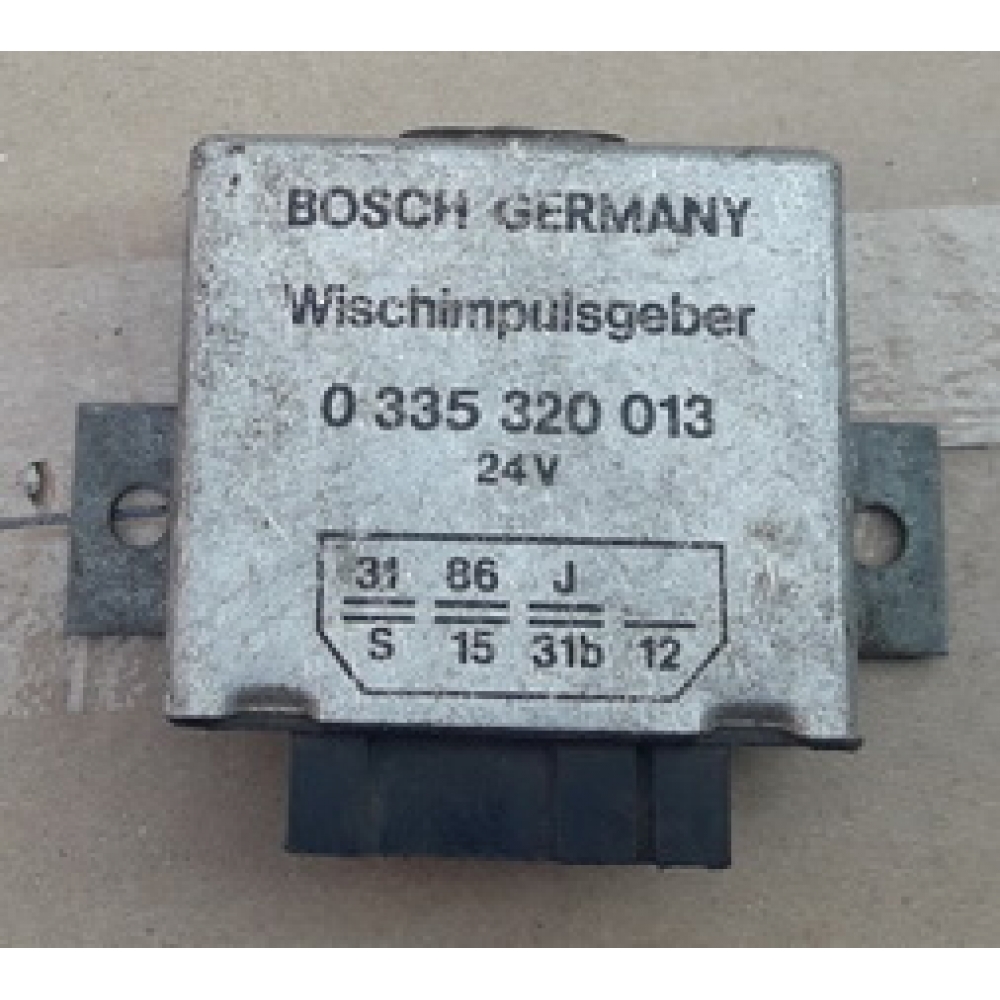 BOSCH GERMANY
Wischimpulsgeber
0 335 320 013
24V
31 86 J
S 15 31b 12